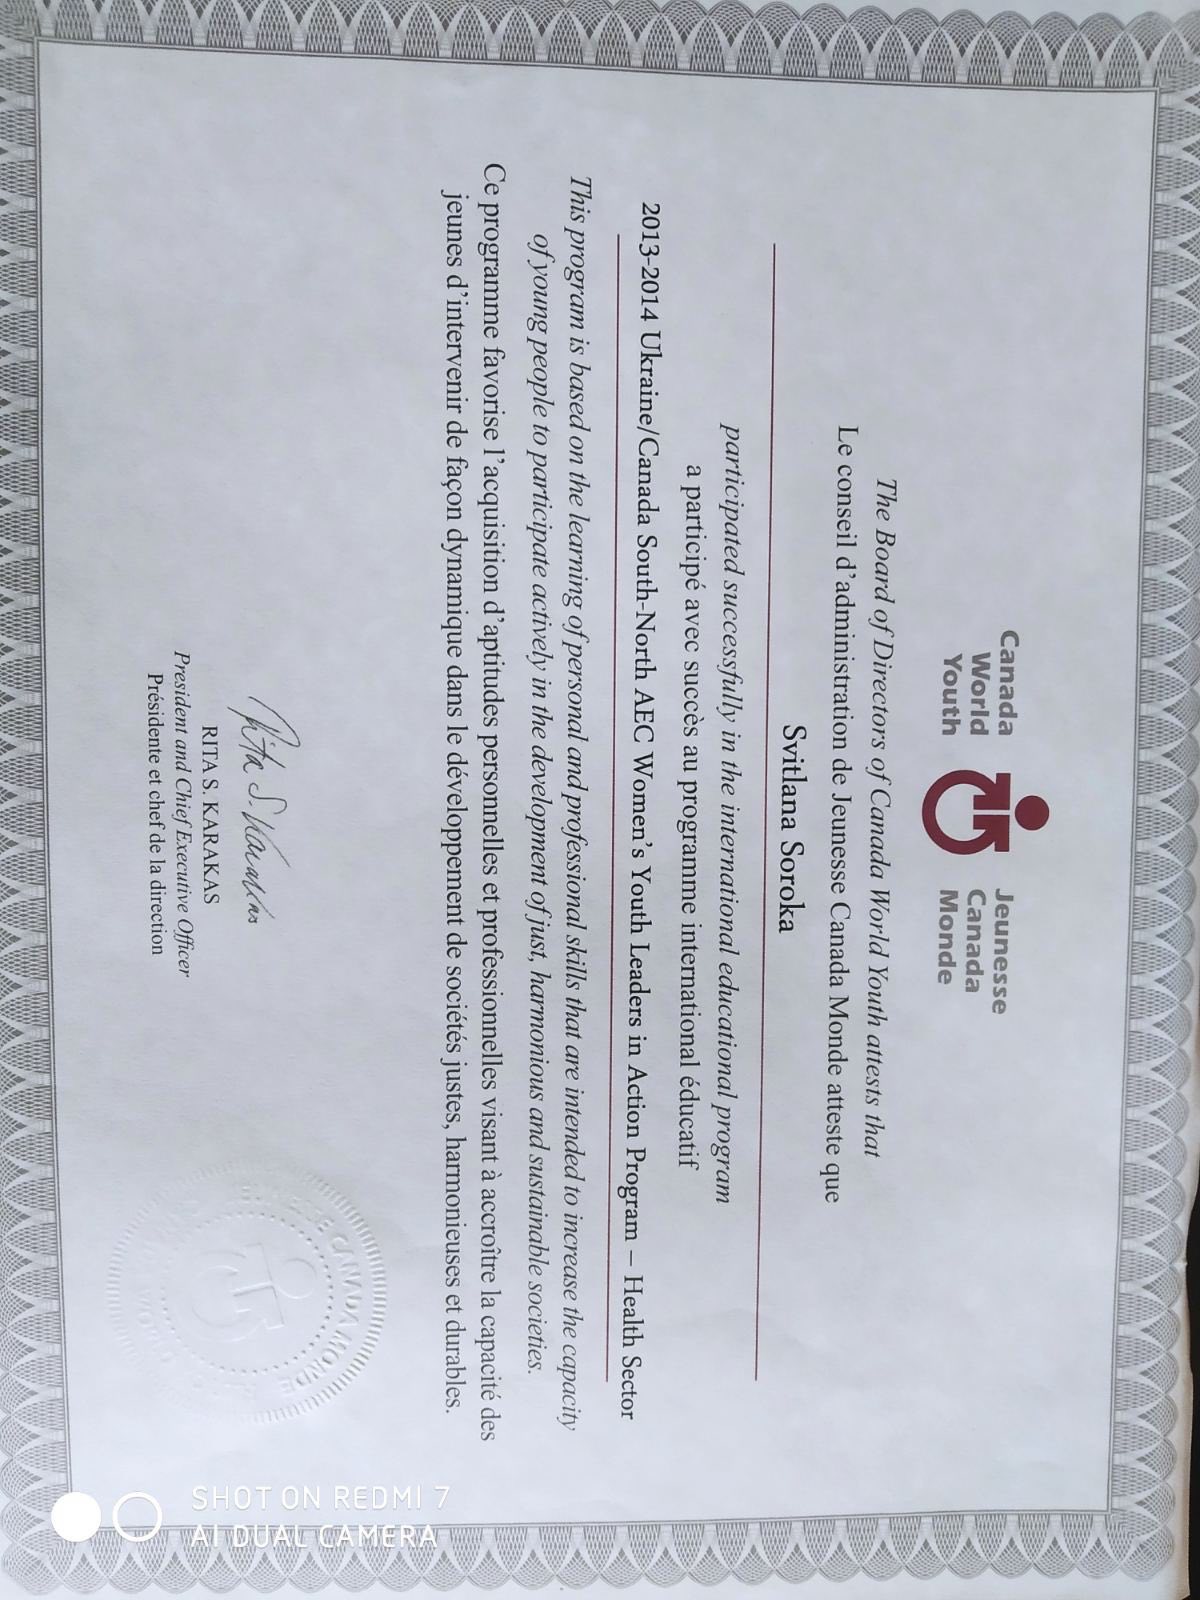 Canada
World
Youth
Jeunesse
Canada
Monde
The Board of Directors of Canada World Youth attests that
Le conseil d'administration de Jeunesse Canada Monde atteste que
Svitlana Soroka
participated successfully in the international educational program
a participé avec succès au programme international éducatif
2013-2014 Ukraine/Canada South-North AEC Women's Youth Leaders in Action Program – Health Sector
This program is based on the learning of personal and professional skills that are intended to increase the capacity
of young people to participate actively in the development of just, harmonious and sustainable societies.
Ce programme favorise l'acquisition d'aptitudes personnelles et professionnelles visant à accroître la capacité des
jeunes d'intervenir de façon dynamique dans le développement de sociétés justes, harmonieuses et durables.
Rita S. Karakas
RITA S. KARAKAS
President and Chief Executive Officer
Présidente et chef de la direction
JEUNESSE CANADA MONDE
SHOT ON REDMI 7
AI DUAL CAMERA